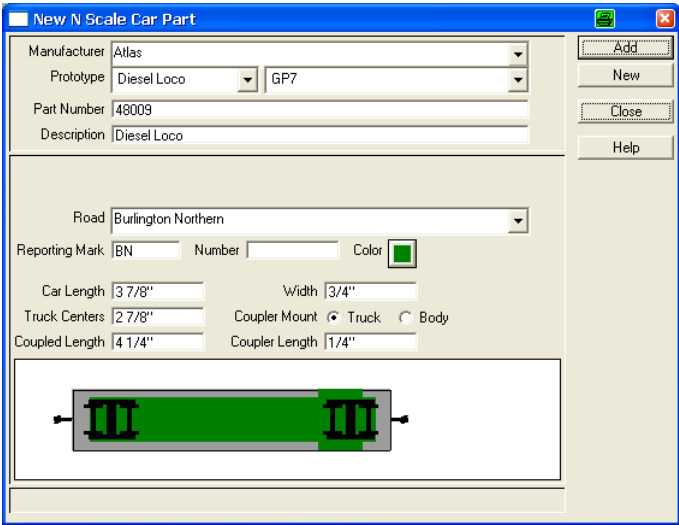 New N Scale Car Part
Manufacturer Atlas
Add
Prototype Diesel Loco GP7
New
Part Number 48009
Close
Description Diesel Loco
Help
Road Burlington Northern
Reporting Mark BN Number Color
Car Length 3 7/8" Width 3/4"
Truck Centers 2 7/8" Coupler Mount Truck Body
Coupled Length 4 1/4" Coupler Length 1/4"